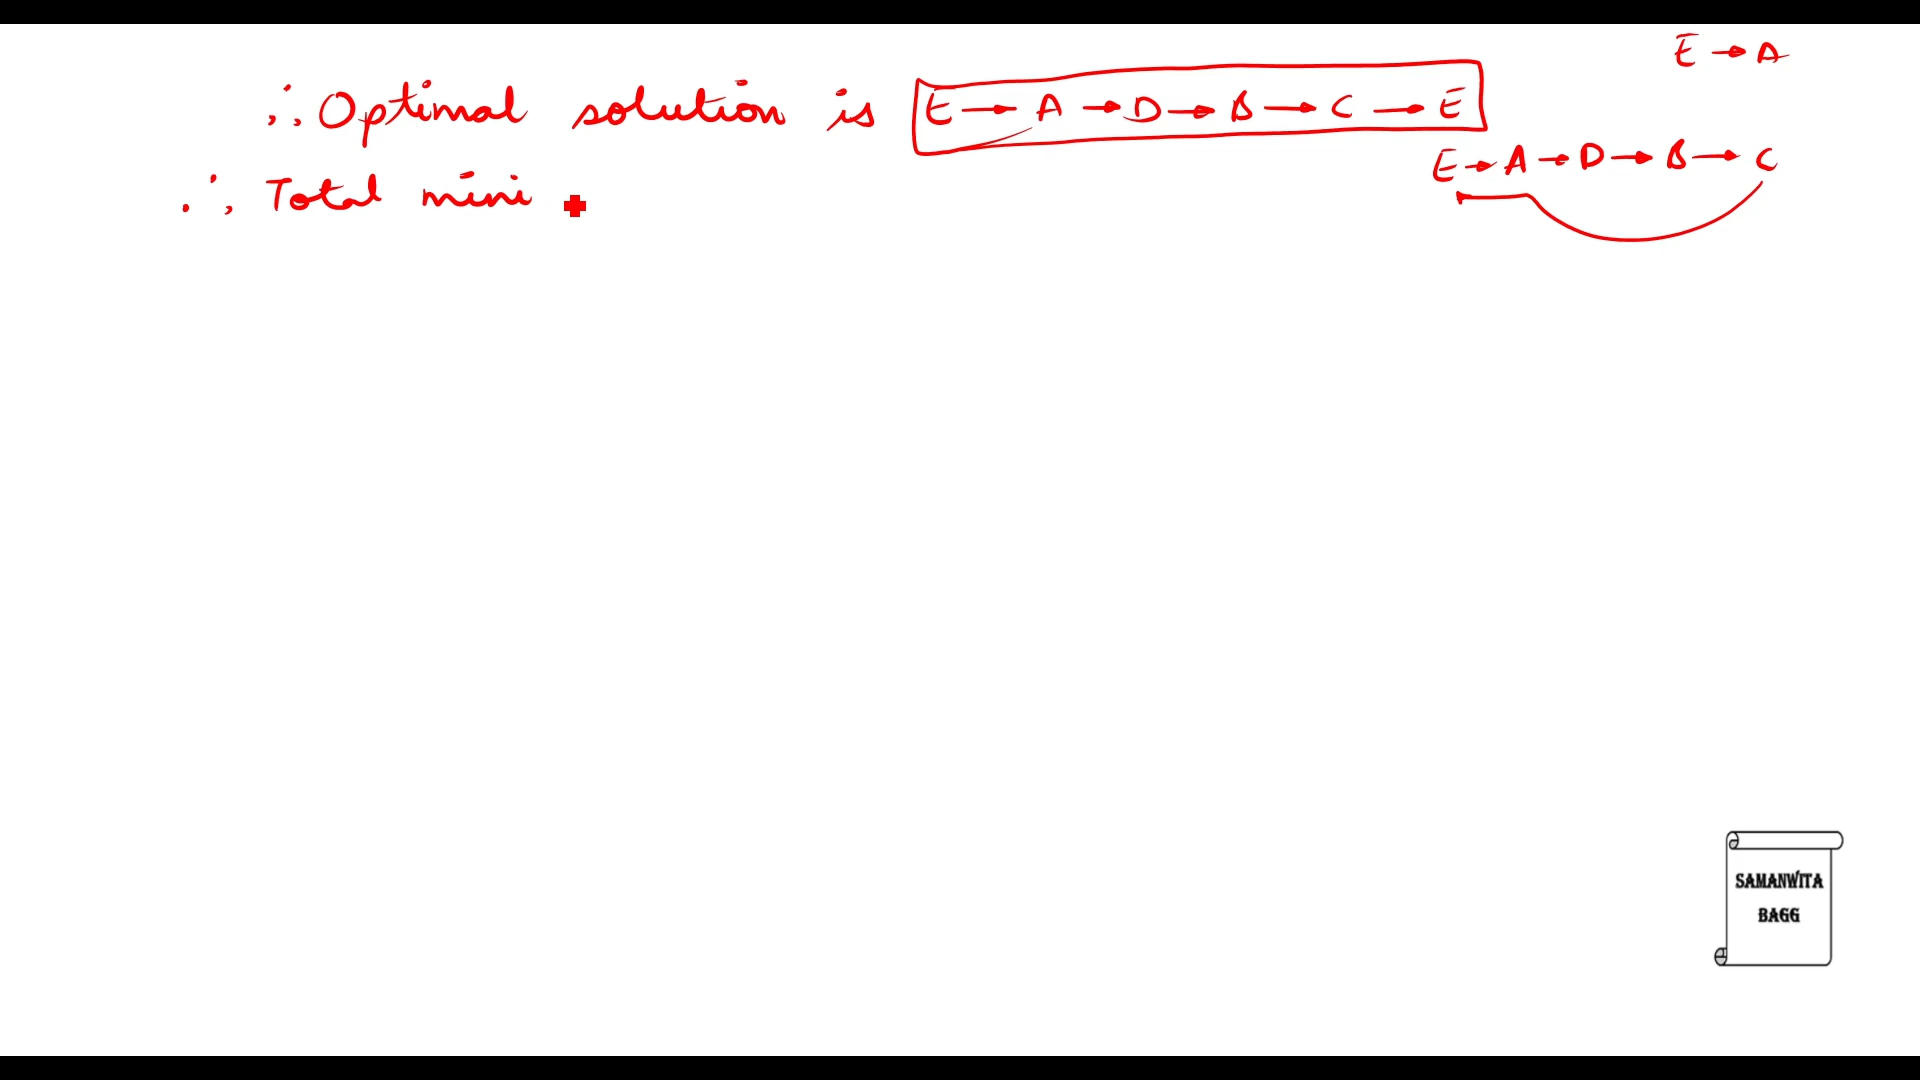 E → A
∴ Optimal solution is E → A → D → B → C → E
E → A → D → B → C
∴ Total mini
SAMANWITA
BAGG